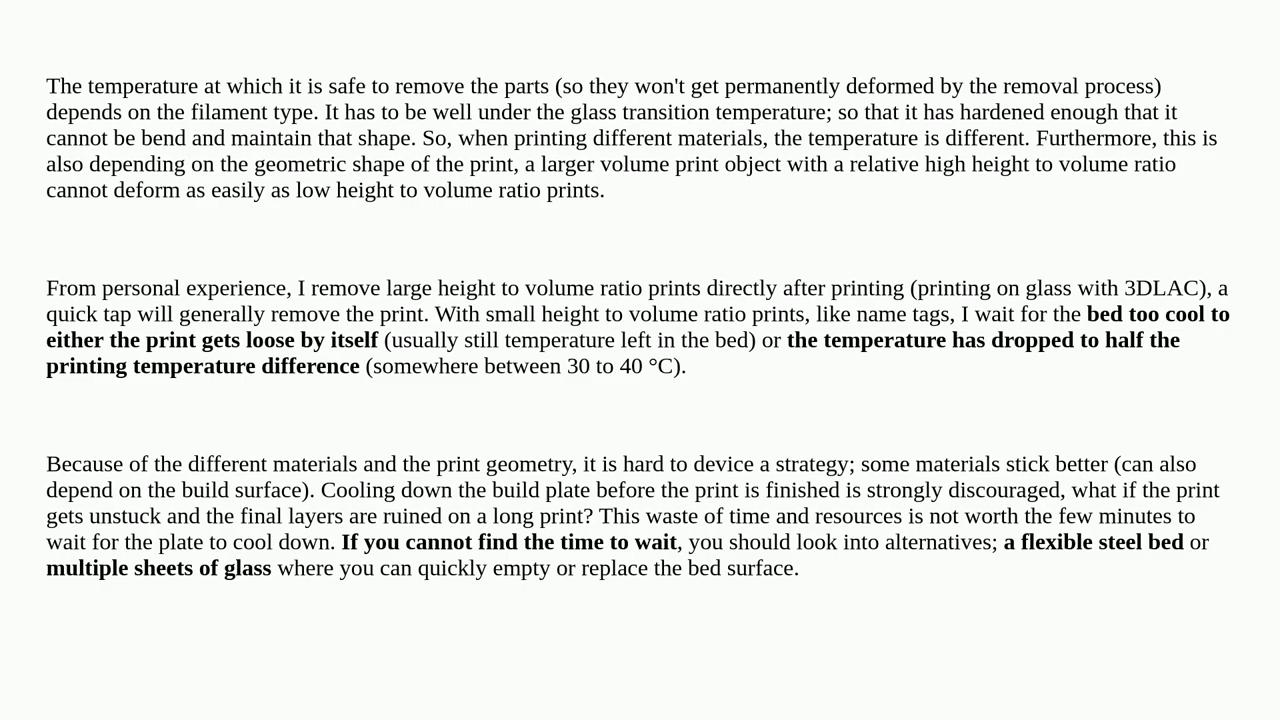 The temperature at which it is safe to remove the parts (so they won't get permanently deformed by the removal process)
depends on the filament type. It has to be well under the glass transition temperature; so that it has hardened enough that it
cannot be bend and maintain that shape. So, when printing different materials, the temperature is different. Furthermore, this is
also depending on the geometric shape of the print, a larger volume print object with a relative high height to volume ratio
cannot deform as easily as low height to volume ratio prints.
From personal experience, I remove large height to volume ratio prints directly after printing (printing on glass with 3DLAC), a
quick tap will generally remove the print. With small height to volume ratio prints, like name tags, I wait for the bed too cool to
either the print gets loose by itself (usually still temperature left in the bed) or the temperature has dropped to half the
printing temperature difference (somewhere between 30 to 40 °C).
Because of the different materials and the print geometry, it is hard to device a strategy; some materials stick better (can also
depend on the build surface). Cooling down the build plate before the print is finished is strongly discouraged, what if the print
gets unstuck and the final layers are ruined on a long print? This waste of time and resources is not worth the few minutes to
wait for the plate to cool down. If you cannot find the time to wait, you should look into alternatives; a flexible steel bed or
multiple sheets of glass where you can quickly empty or replace the bed surface.